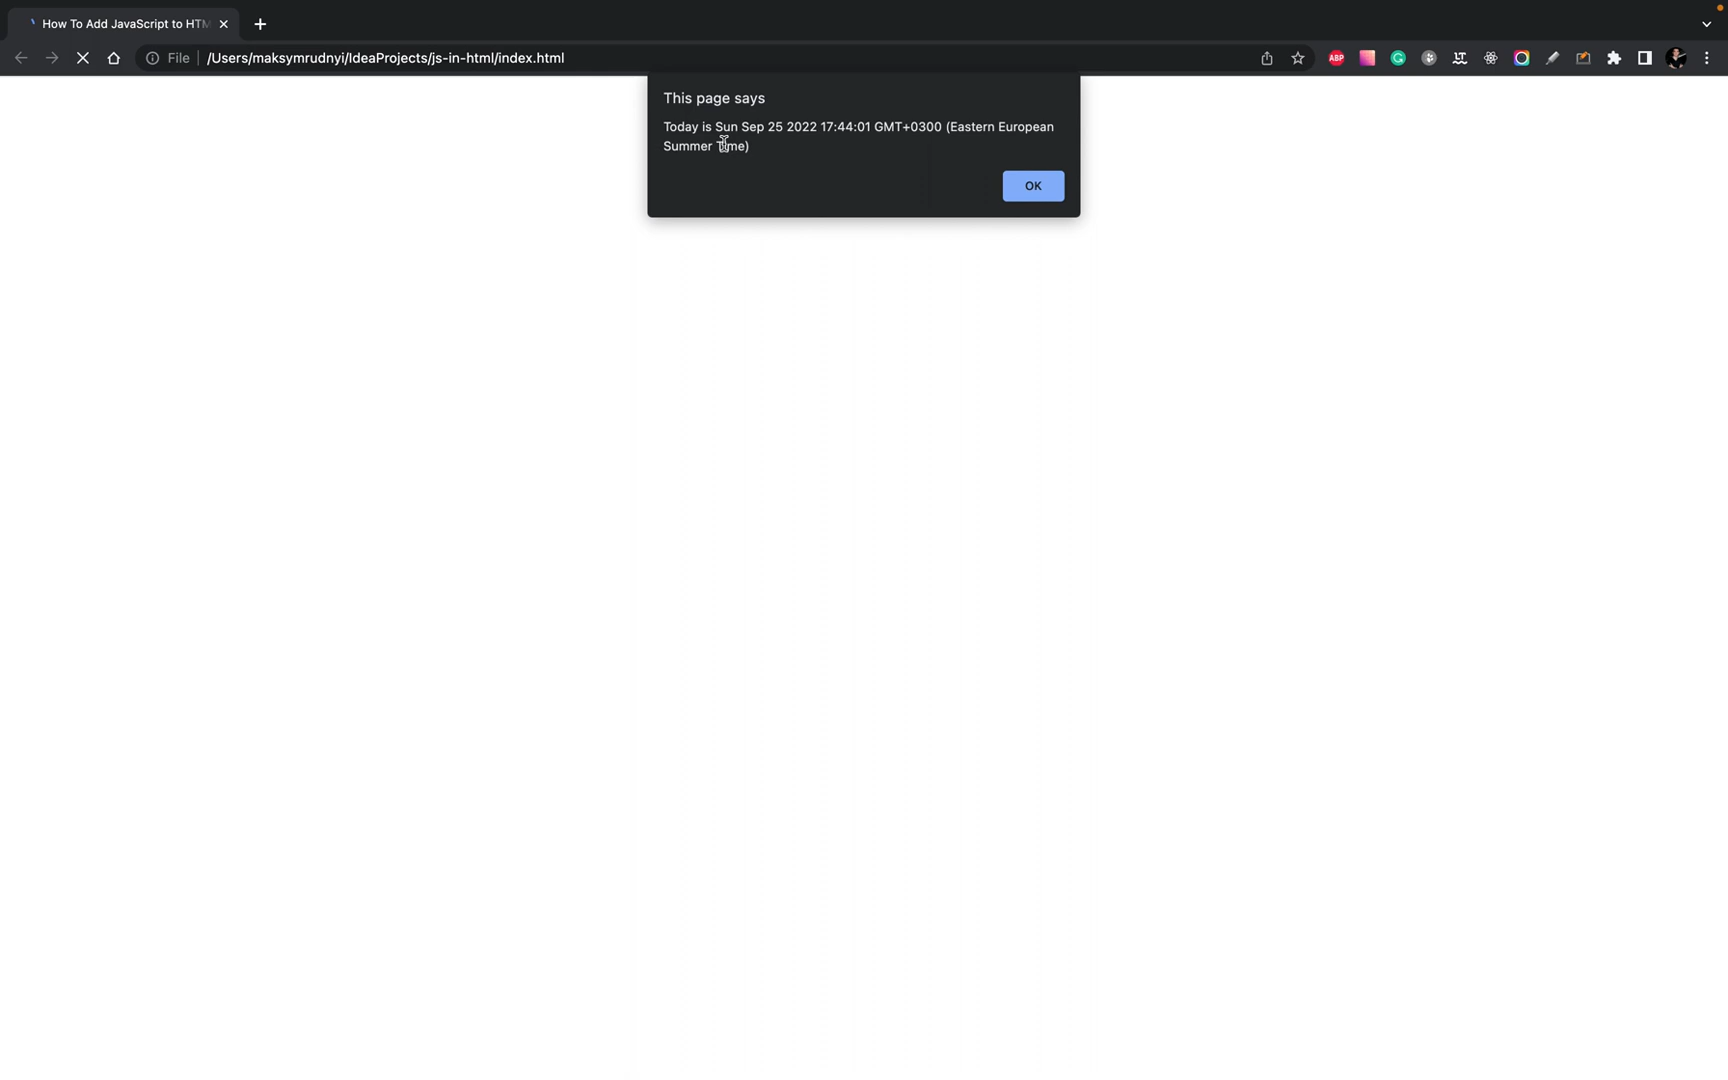 How To Add JavaScript to HTM
File
/Users/maksymrudnyi/IdeaProjects/js-in-html/index.html
ABP
LT
This page says
Today is Sun Sep 25 2022 17:44:01 GMT+0300 (Eastern European
Summer Time)
OK